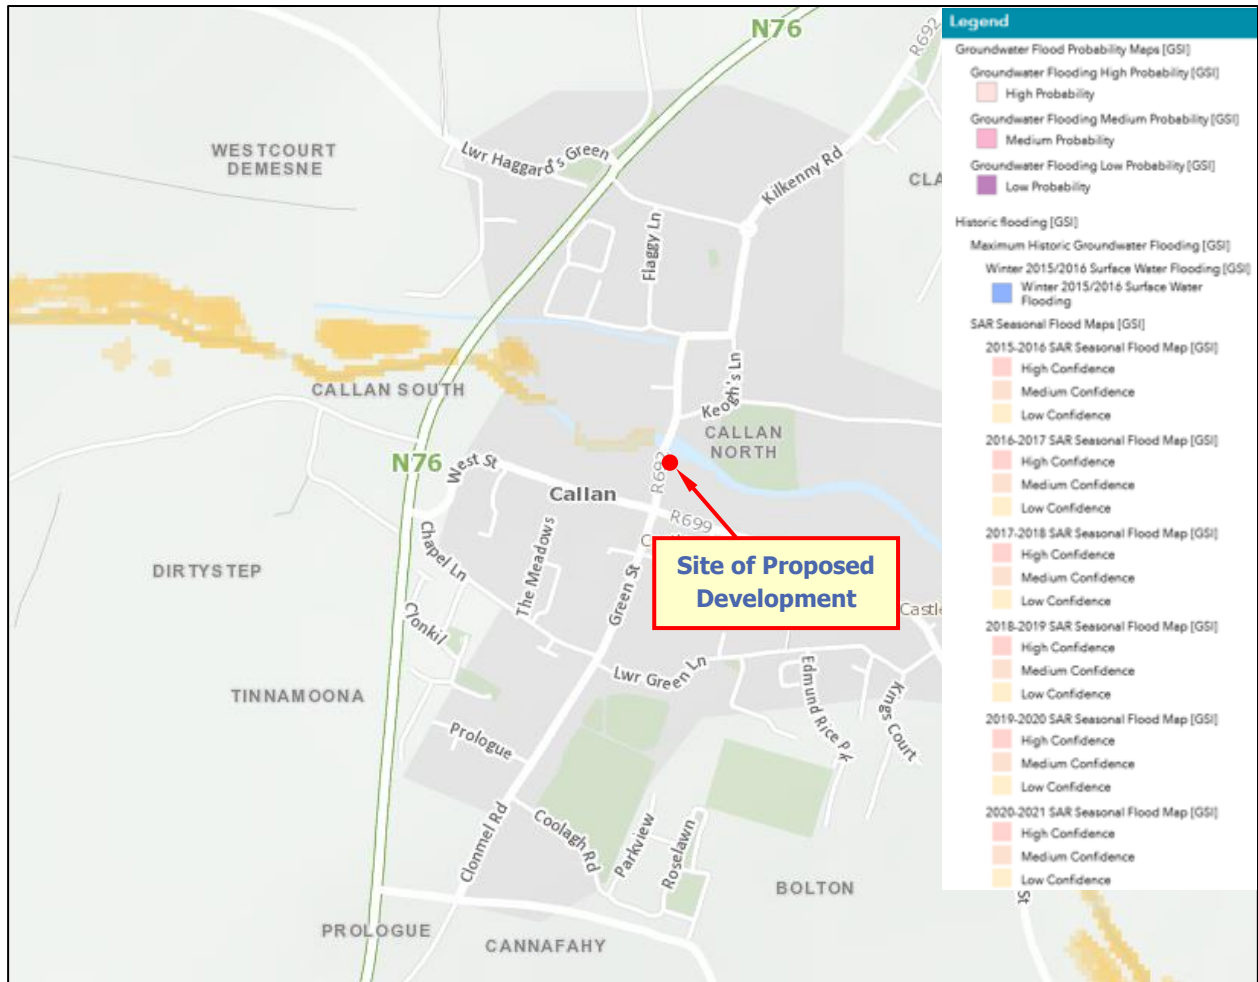 N76
R692
WESTCOURT
DEMESNE
Lwr Haggard's Green
Kilkenny Rd
CLA
Flaggy Ln
CALLAN SOUTH
Keogh's Ln
CALLAN
NORTH
N76
West St
R692
Callan
R699
Chapel Ln
The Meadows
Green St
Site of Proposed
Development
DIRTYSTEP
Clonkil
Castle
Lwr Green Ln
Edmund Rice Pk
Kings Court
TINNAMOONA
Prologue
Clonmel Rd
Coolagh Rd
Parkview
Roselawn
BOLTON
St
PROLOGUE
CANNAFAHY
Legend
Groundwater Flood Probability Maps [GSI]
Groundwater Flooding High Probability [GSI]
High Probability
Groundwater Flooding Medium Probability [GSI]
Medium Probability
Groundwater Flooding Low Probability [GSI]
Low Probability
Historic flooding [GSI]
Maximum Historic Groundwater Flooding [GSI]
Winter 2015/2016 Surface Water Flooding [GSI]
Winter 2015/2016 Surface Water
Flooding
SAR Seasonal Flood Maps [GSI]
2015-2016 SAR Seasonal Flood Map [GSI]
High Confidence
Medium Confidence
Low Confidence
2016-2017 SAR Seasonal Flood Map [GSI]
High Confidence
Medium Confidence
Low Confidence
2017-2018 SAR Seasonal Flood Map [GSI]
High Confidence
Medium Confidence
Low Confidence
2018-2019 SAR Seasonal Flood Map [GSI]
High Confidence
Medium Confidence
Low Confidence
2019-2020 SAR Seasonal Flood Map [GSI]
High Confidence
Medium Confidence
Low Confidence
2020-2021 SAR Seasonal Flood Map [GSI]
High Confidence
Medium Confidence
Low Confidence